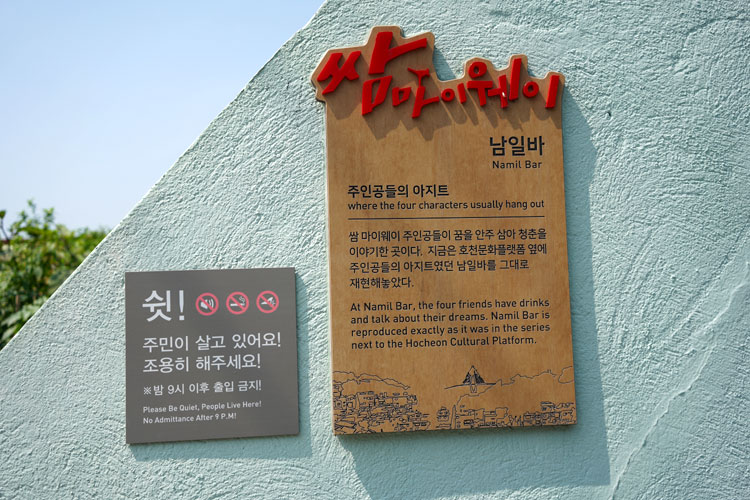 쌈마이웨이
남일바
Namil Bar
주인공들의 아지트
where the four characters usually hang out
쌈 마이웨이 주인공들이 꿈을 안주 삼아 청춘을
이야기한 곳이다. 지금은 호천문화플랫폼 옆에
주인공들의 아지트였던 남일바를 그대로
재현해놓았다.
At Namil Bar, the four friends have drinks
and talk about their dreams. Namil Bar is
reproduced exactly as it was in the series
next to the Hocheon Cultural Platform.
쉿!
주민이 살고 있어요!
조용히 해주세요!
※ 밤 9시 이후 출입 금지!
Please Be Quiet, People Live Here!
No Admittance After 9 P.M!